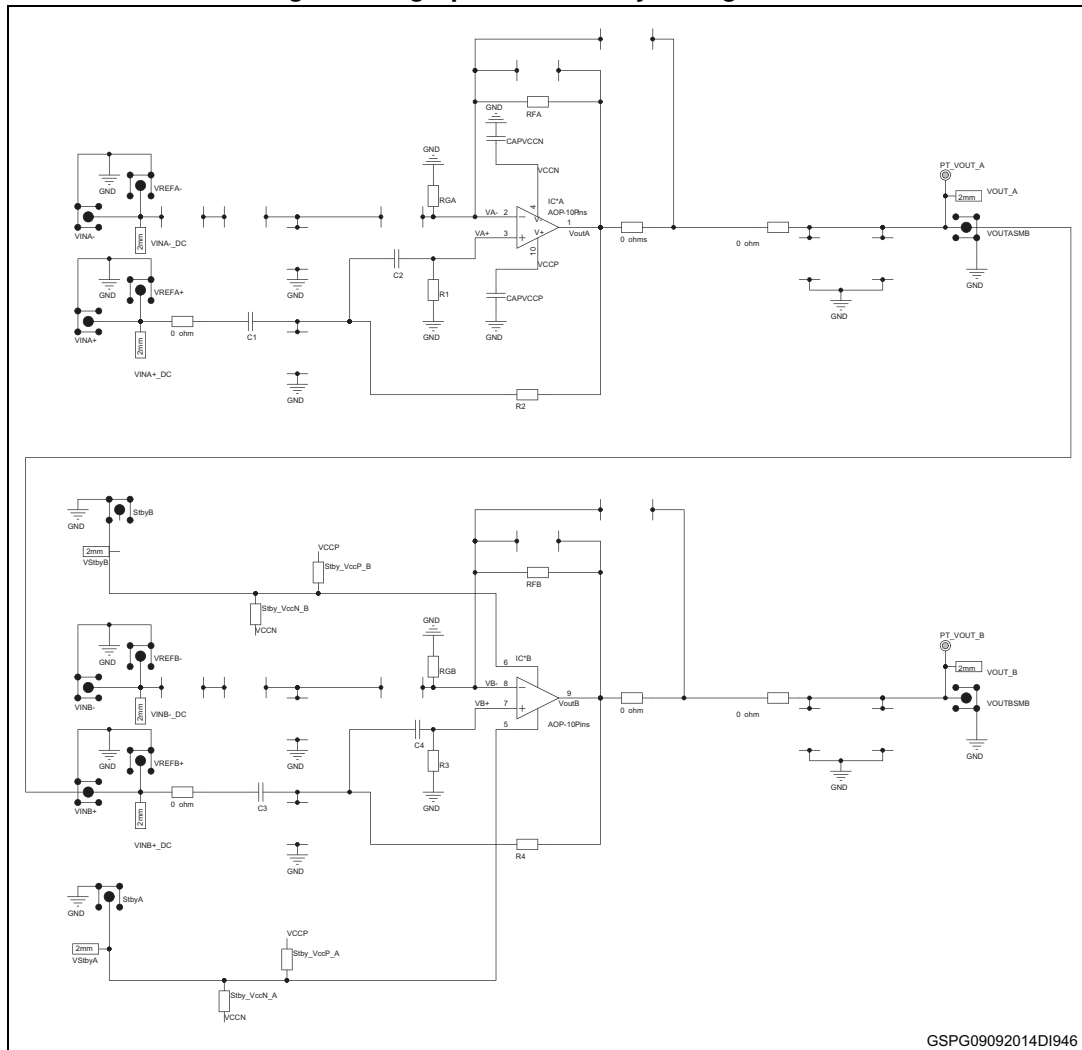 GND
RFA
CAPVCCN
GND
VCCN
RGA
IC*A
AOP-10Pins
VA- 2
VA+ 3
4
V-
V+
10
1
VoutA
VCCP
CAPVCCP
GND
GND
VREFA-
VINA-
2mm
VINA-_DC
GND
VREFA+
VINA+
2mm
VINA+_DC
0 ohm
C1
GND
GND
C2
R1
GND
R2
0 ohms
0 ohm
GND
PT_VOUT_A
2mm
VOUT_A
VOUTASMB
GND
StbyB
GND
2mm
VStbyB
VCCP
Stby_VccP_B
Stby_VccN_B
VCCN
RFB
GND
RGB
IC*B
AOP-10Pins
6
VB- 8
VB+ 7
5
9
VoutB
GND
VREFB-
VINB-
2mm
VINB-_DC
GND
VREFB+
VINB+
2mm
VINB+_DC
0 ohm
C3
GND
GND
C4
R3
GND
R4
0 ohm
0 ohm
GND
PT_VOUT_B
2mm
VOUT_B
VOUTBSMB
GND
StbyA
GND
2mm
VStbyA
VCCP
Stby_VccP_A
Stby_VccN_A
VCCN
GSPG09092014DI946